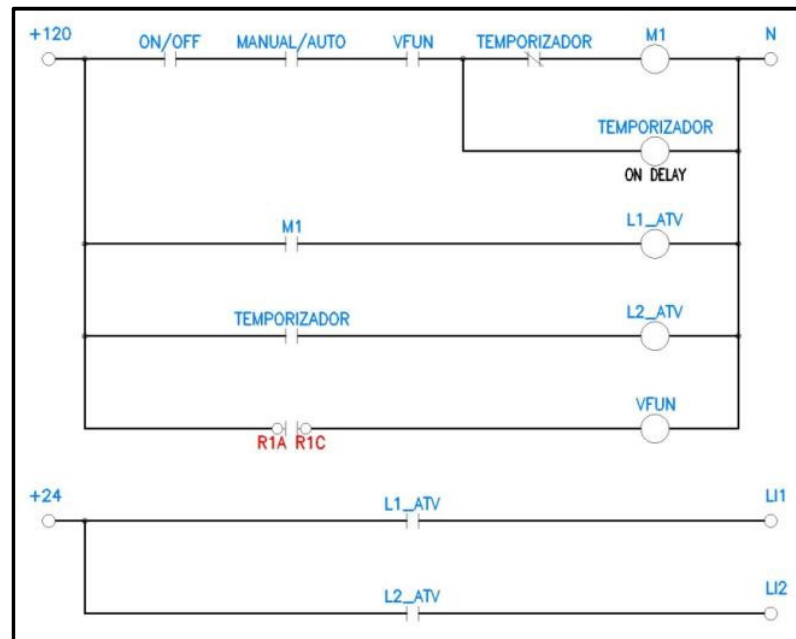 +120 ON/OFF MANUAL/AUTO VFUN TEMPORIZADOR M1 N
TEMPORIZADOR
ON DELAY
M1 L1_ATV
TEMPORIZADOR L2_ATV
VFUN
R1A R1C
+24 L1_ATV LI1
L2_ATV LI2